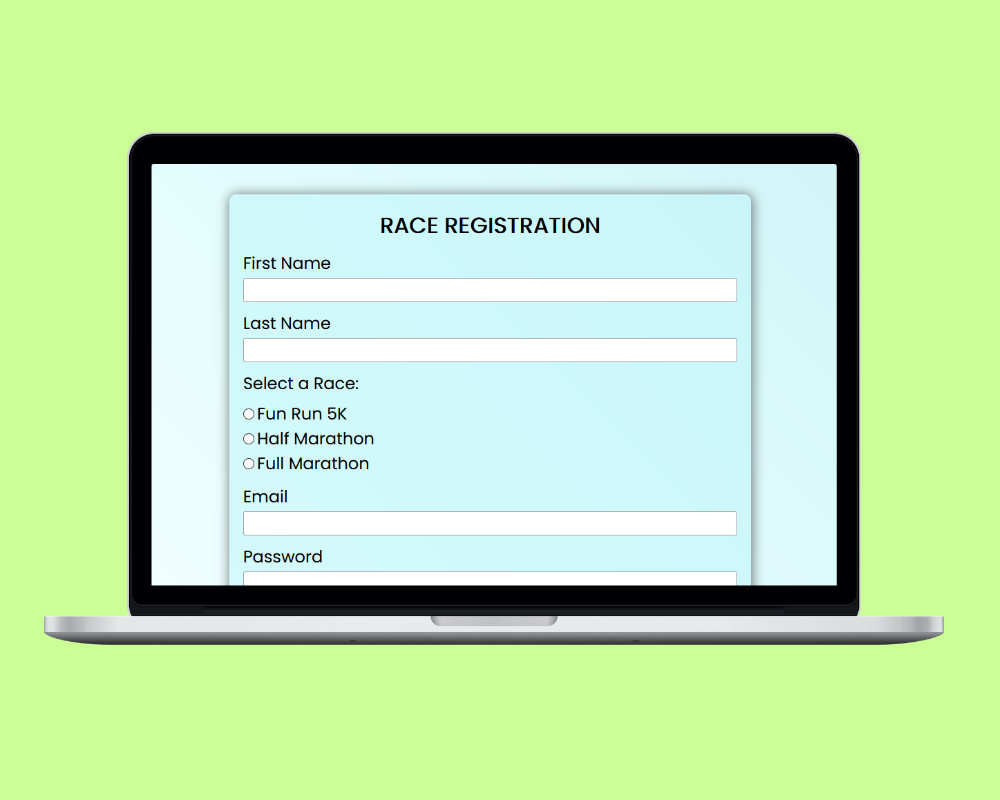 RACE REGISTRATION
First Name
Last Name
Select a Race:
Fun Run 5K
Half Marathon
Full Marathon
Email
Password